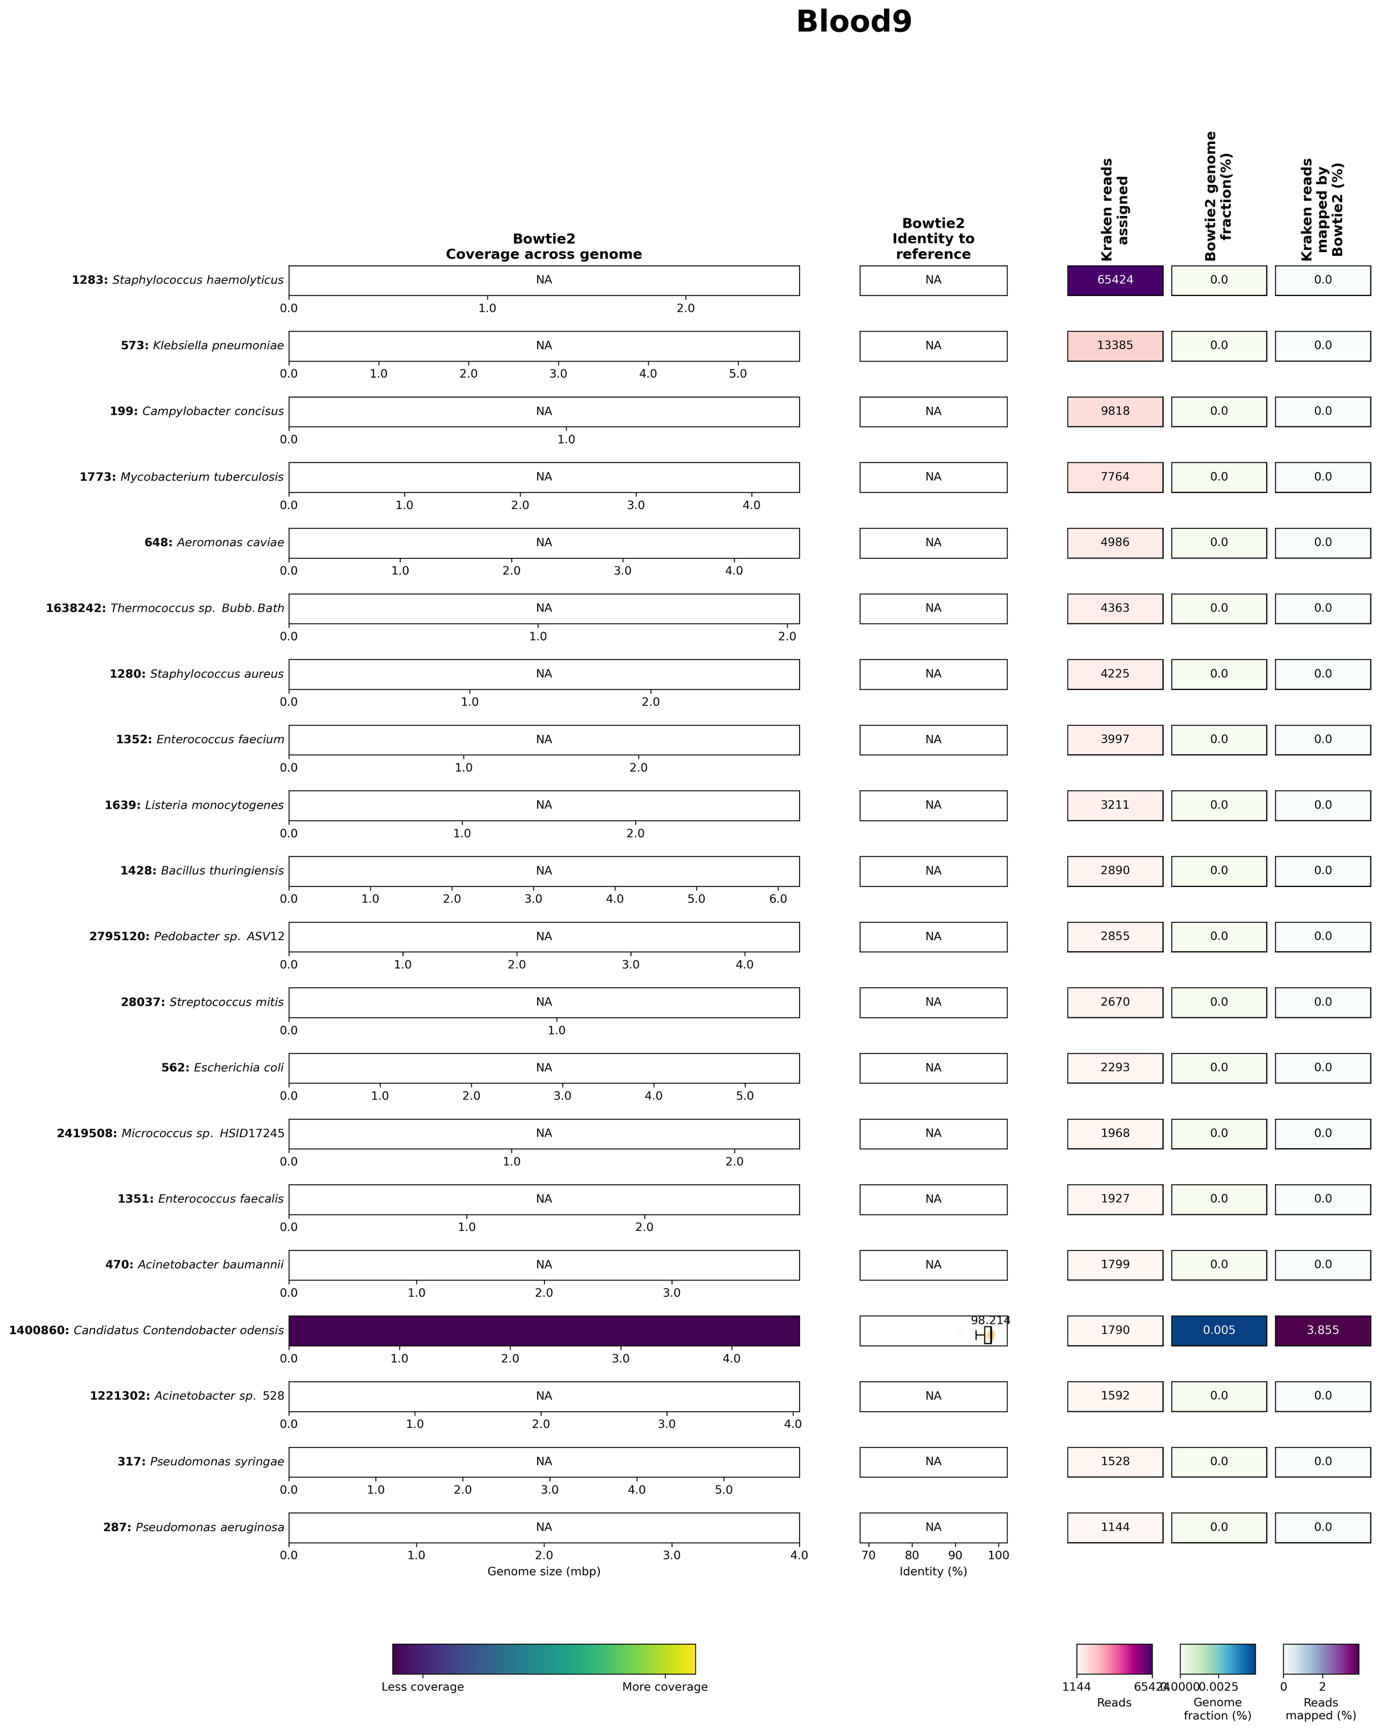 Blood9
Bowtie2
Coverage across genome
Bowtie2
Identity to
reference
Kraken reads
assigned
Bowtie2 genome
fraction(%)
Kraken reads
mapped by
Bowtie2 (%)
1283: Staphylococcus haemolyticus NA NA 65424 0.0 0.0
0.0 1.0 2.0
573: Klebsiella pneumoniae NA NA 13385 0.0 0.0
0.0 1.0 2.0 3.0 4.0 5.0
199: Campylobacter concisus NA NA 9818 0.0 0.0
0.0 1.0
1773: Mycobacterium tuberculosis NA NA 7764 0.0 0.0
0.0 1.0 2.0 3.0 4.0
648: Aeromonas caviae NA NA 4986 0.0 0.0
0.0 1.0 2.0 3.0 4.0
1638242: Thermococcus sp. Bubb.Bath NA NA 4363 0.0 0.0
0.0 1.0 2.0
1280: Staphylococcus aureus NA NA 4225 0.0 0.0
0.0 1.0 2.0
1352: Enterococcus faecium NA NA 3997 0.0 0.0
0.0 1.0 2.0
1639: Listeria monocytogenes NA NA 3211 0.0 0.0
0.0 1.0 2.0
1428: Bacillus thuringiensis NA NA 2890 0.0 0.0
0.0 1.0 2.0 3.0 4.0 5.0 6.0
2795120: Pedobacter sp. ASV12 NA NA 2855 0.0 0.0
0.0 1.0 2.0 3.0 4.0
28037: Streptococcus mitis NA NA 2670 0.0 0.0
0.0 1.0
562: Escherichia coli NA NA 2293 0.0 0.0
0.0 1.0 2.0 3.0 4.0 5.0
2419508: Micrococcus sp. HSID17245 NA NA 1968 0.0 0.0
0.0 1.0 2.0
1351: Enterococcus faecalis NA NA 1927 0.0 0.0
0.0 1.0 2.0
470: Acinetobacter baumannii NA NA 1799 0.0 0.0
0.0 1.0 2.0 3.0
1400860: Candidatus Contendobacter odensis 98.214 1790 0.005 3.855
0.0 1.0 2.0 3.0 4.0
1221302: Acinetobacter sp. 528 NA NA 1592 0.0 0.0
0.0 1.0 2.0 3.0 4.0
317: Pseudomonas syringae NA NA 1528 0.0 0.0
0.0 1.0 2.0 3.0 4.0 5.0
287: Pseudomonas aeruginosa NA NA 1144 0.0 0.0
0.0 1.0 2.0 3.0 4.0 70 80 90 100
Genome size (mbp) Identity (%)
Less coverage More coverage
1144 0.0025 0 2
Reads
Genome
fraction (%)
Reads
mapped (%)